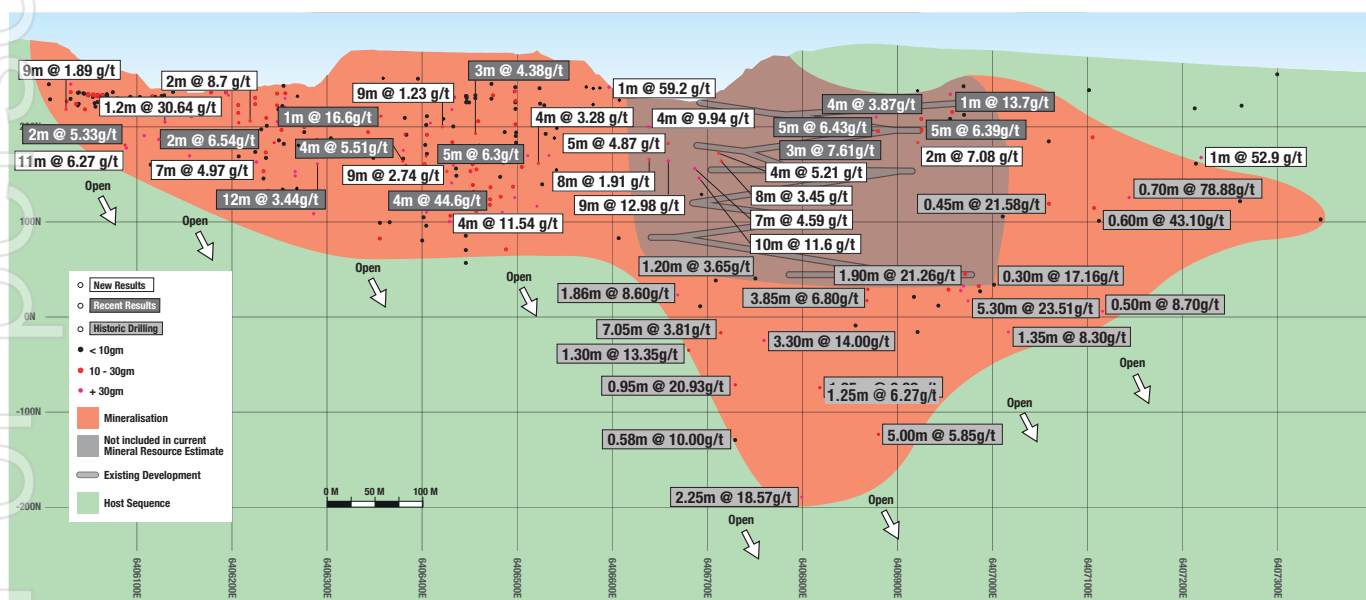 9m @ 1.89 g/t
2m @ 8.7 g/t
1.2m @ 30.64 g/t
2m @ 5.33g/t
11m @ 6.27 g/t
2m @ 6.54g/t
7m @ 4.97 g/t
12m @ 3.44g/t
1m @ 16.6g/t
4m @ 5.51g/t
9m @ 1.23 g/t
9m @ 2.74 g/t
3m @ 4.38g/t
5m @ 6.3g/t
4m @ 44.6g/t
4m @ 11.54 g/t
4m @ 3.28 g/t
1m @ 59.2 g/t
4m @ 9.94 g/t
5m @ 4.87 g/t
8m @ 1.91 g/t
9m @ 12.98 g/t
4m @ 3.87g/t
1m @ 13.7g/t
5m @ 6.43g/t
5m @ 6.39g/t
3m @ 7.61g/t
2m @ 7.08 g/t
4m @ 5.21 g/t
8m @ 3.45 g/t
7m @ 4.59 g/t
10m @ 11.6 g/t
1m @ 52.9 g/t
0.70m @ 78.88g/t
0.45m @ 21.58g/t
0.60m @ 43.10g/t
1.20m @ 3.65g/t
1.90m @ 21.26g/t
0.30m @ 17.16g/t
1.86m @ 8.60g/t
3.85m @ 6.80g/t
5.30m @ 23.51g/t
0.50m @ 8.70g/t
7.05m @ 3.81g/t
3.30m @ 14.00g/t
1.35m @ 8.30g/t
1.30m @ 13.35g/t
0.95m @ 20.93g/t
1.25m @ 6.27g/t
0.58m @ 10.00g/t
5.00m @ 5.85g/t
2.25m @ 18.57g/t
Open
Open
Open
Open
Open
Open
Open
Open
100N
0N
-100N
-200N
New Results
Recent Results
Historic Drilling
< 10gm
10 - 30gm
+ 30gm
Mineralisation
Not included in current
Mineral Resource Estimate
Existing Development
Host Sequence
0 M 50 M 100 M
6406100E
6406200E
6406300E
6406400E
6406500E
6406600E
6406700E
6406800E
6406900E
6407000E
6407100E
6407200E
6407300E